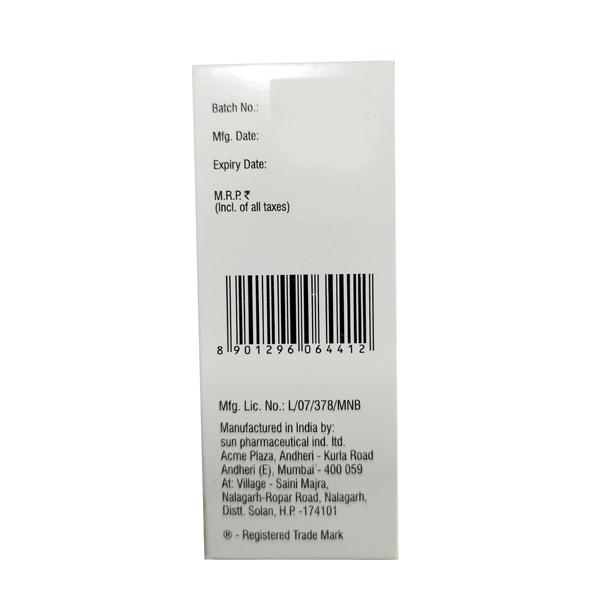 Batch No.:
Mfg. Date:
Expiry Date:
M.R.P. ₹
(Incl. of all taxes)
8 901296 064412
Mfg. Lic. No.: L/07/378/MNB
Manufactured in India by:
sun pharmaceutical ind. ltd.
Acme Plaza, Andheri - Kurla Road
Andheri (E), Mumbai - 400 059
At: Village - Saini Majra,
Nalagarh-Ropar Road, Nalagarh,
Distt. Solan, H.P. -174101
® - Registered Trade Mark